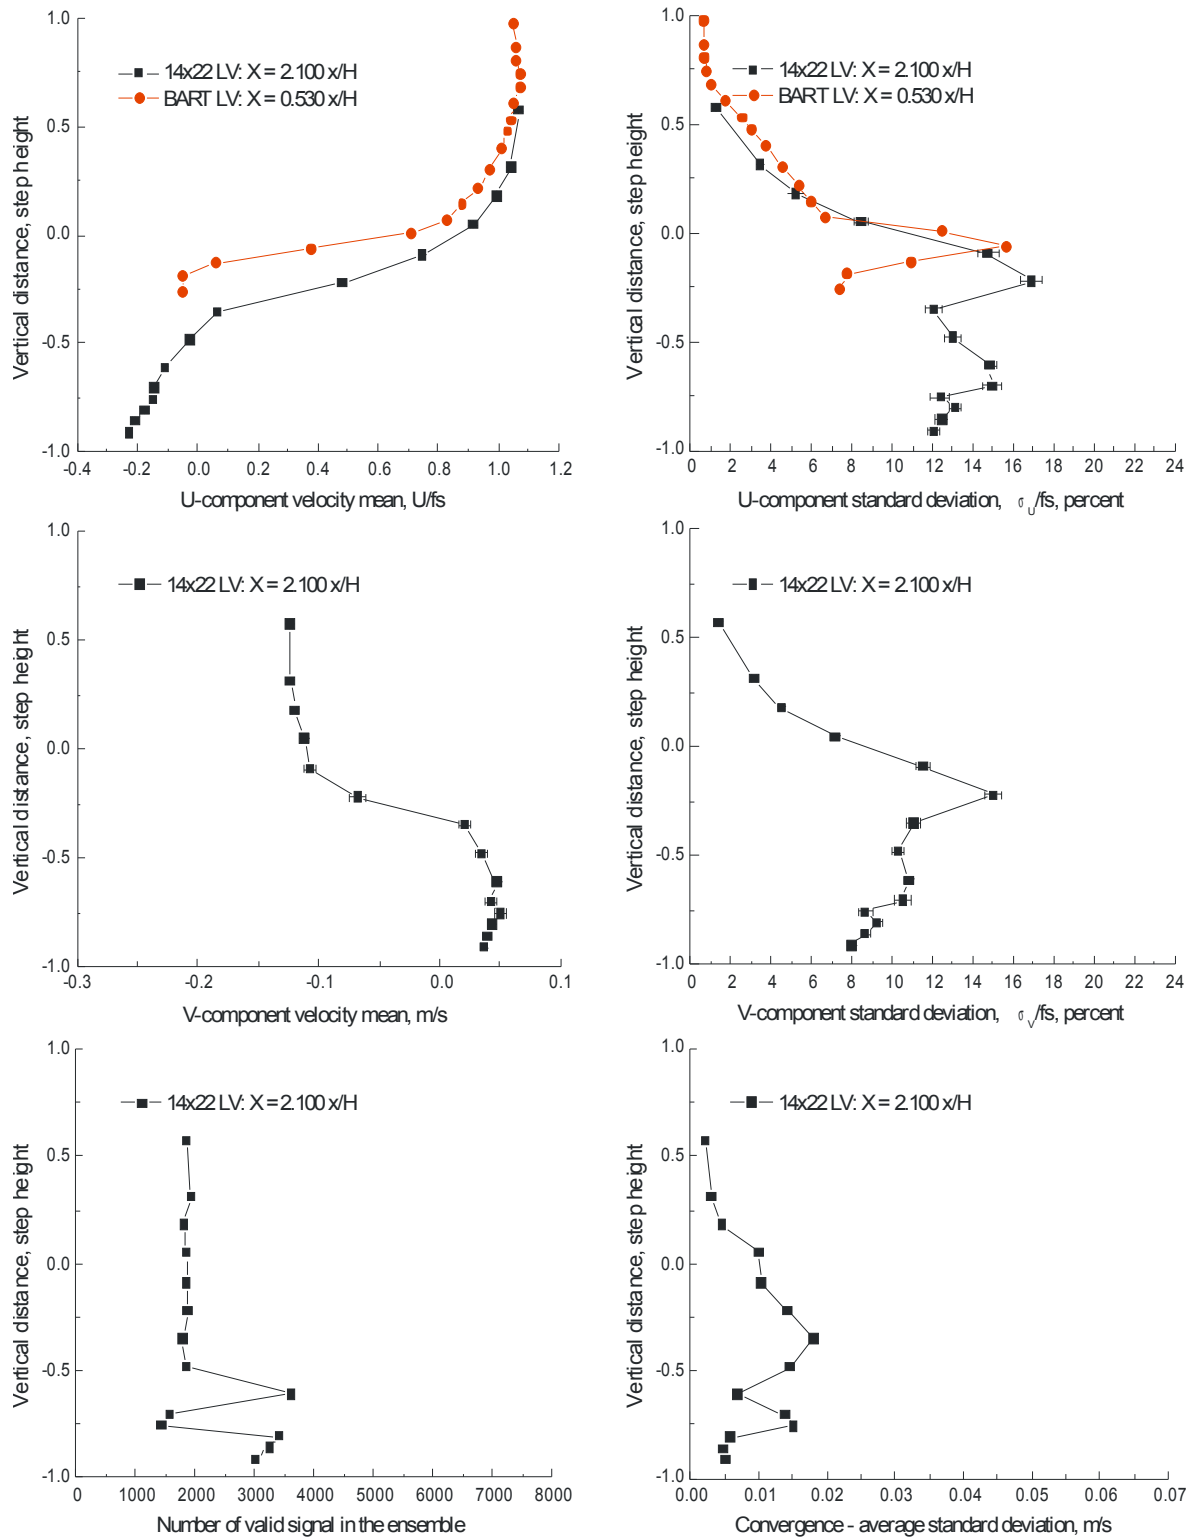 1.0
0.5
0.0
-0.5
-1.0
Vertical distance, step height
14x22 LV: X = 2.100 x/H
BART LV: X = 0.530 x/H
-0.4 -0.2 0.0 0.2 0.4 0.6 0.8 1.0 1.2
U-component velocity mean, U/fs
1.0
0.5
0.0
-0.5
-1.0
Vertical distance, step height
14x22 LV: X = 2.100 x/H
BART LV: X = 0.530 x/H
2 4 6 8 10 12 14 16 18 20 22 24
U-component standard deviation, σU/fs, percent
1.0
0.5
0.0
-0.5
-1.0
Vertical distance, step height
14x22 LV: X = 2.100 x/H
-0.3 -0.2 -0.1 0.0 0.1
V-component velocity mean, m/s
1.0
0.5
0.0
-0.5
-1.0
Vertical distance, step height
14x22 LV: X = 2.100 x/H
2 4 6 8 10 12 14 16 18 20 22 24
V-component standard deviation, σV/fs, percent
1.0
0.5
0.0
-0.5
-1.0
Vertical distance, step height
14x22 LV: X = 2.100 x/H
0 1000 2000 3000 4000 5000 6000 7000 8000
Number of valid signal in the ensemble
1.0
0.5
0.0
-0.5
-1.0
Vertical distance, step height
14x22 LV: X = 2.100 x/H
0.00 0.01 0.02 0.03 0.04 0.05 0.06 0.07
Convergence - average standard deviation, m/s